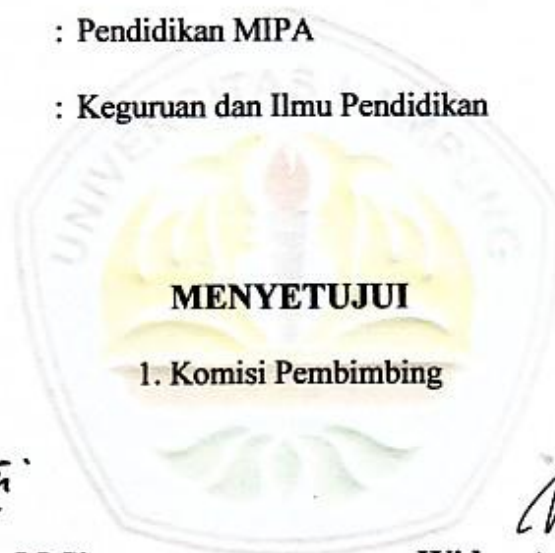 : Pendidikan MIPA
: Keguruan dan Ilmu Pendidikan
MENYETUJUI
1. Komisi Pembimbing